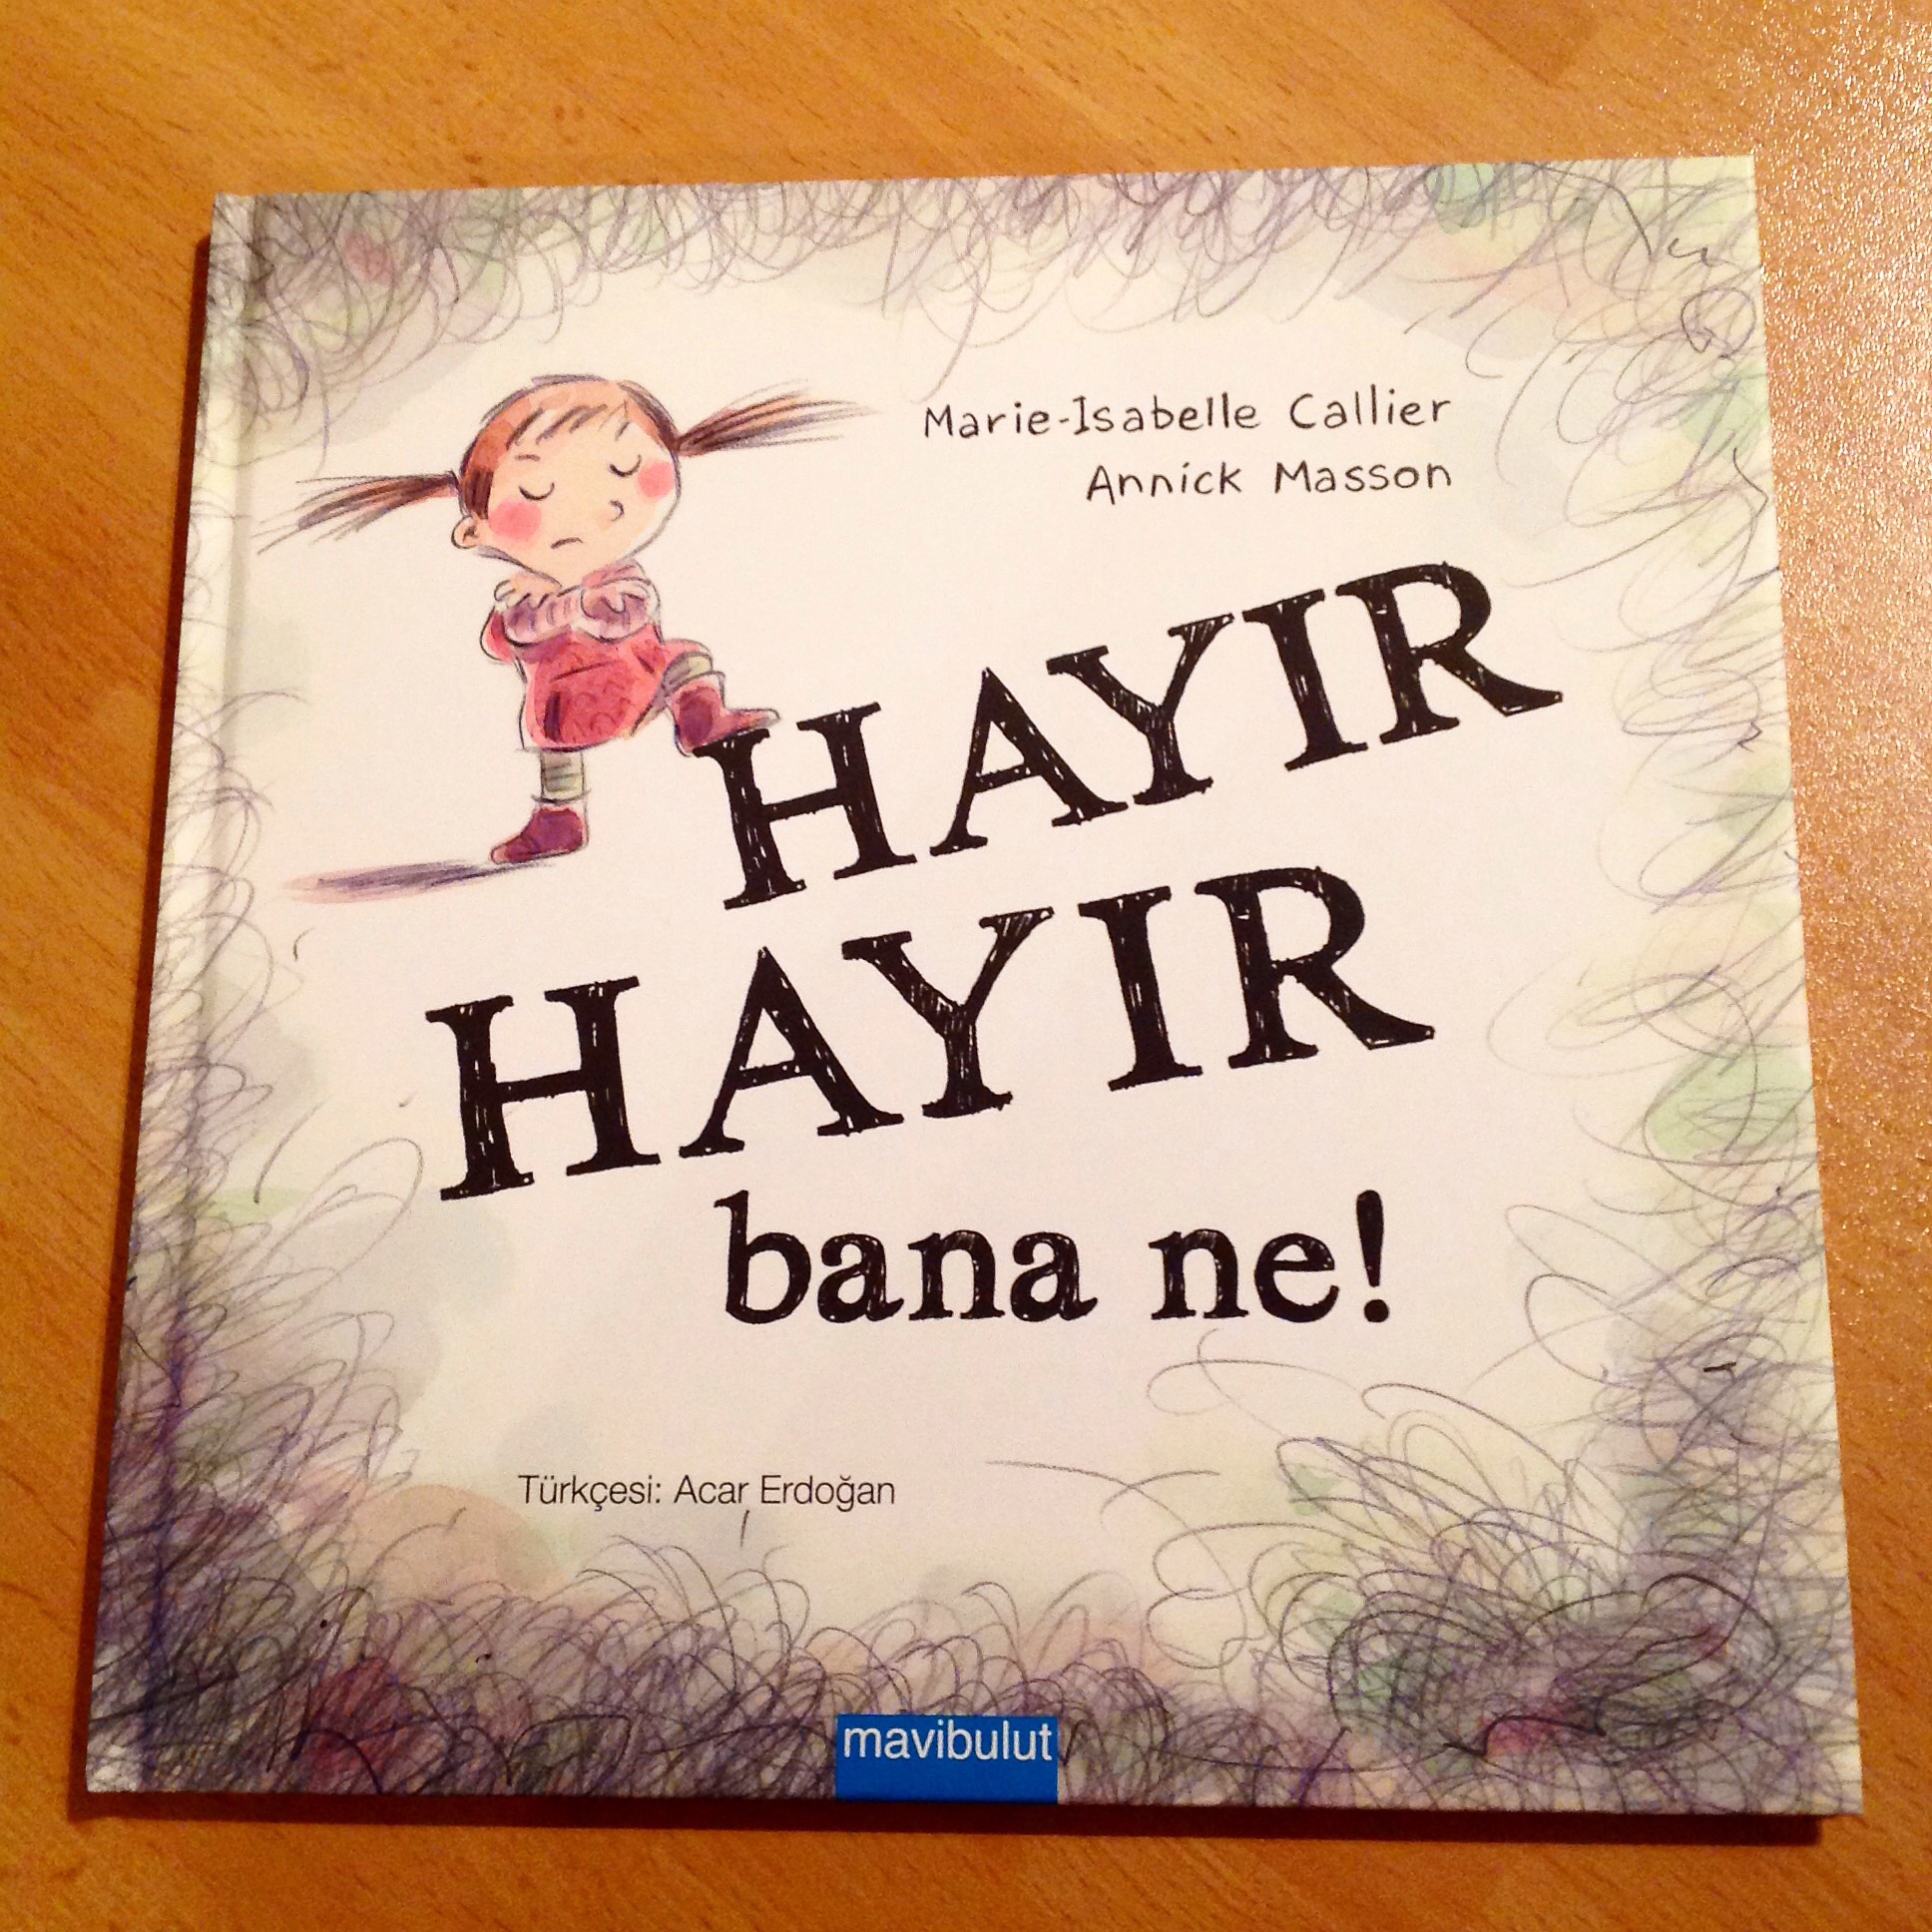 Marie-Isabelle Callier
Annick Masson
HAYIR
HAYIR
bana ne!
Türkçesi: Acar Erdoğan
mavibulut